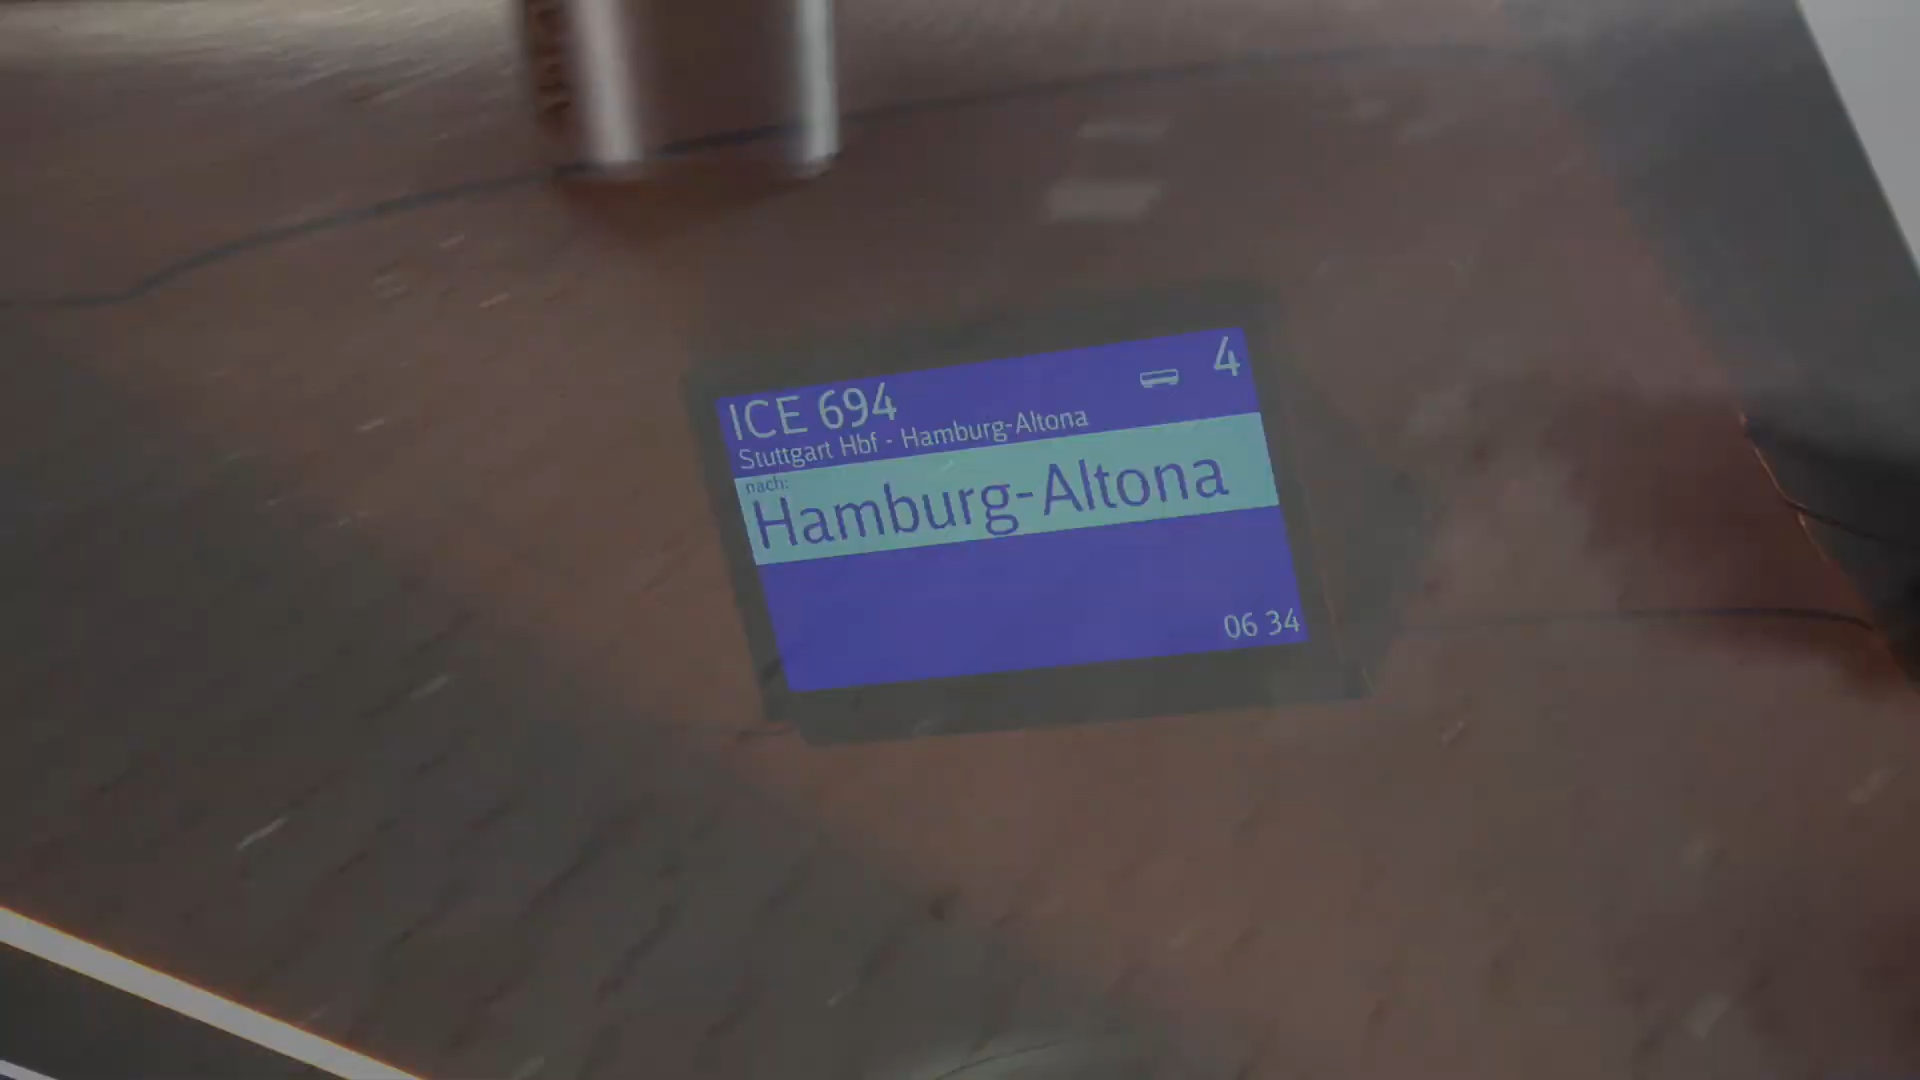 ICE 694
4
Stuttgart Hbf - Hamburg-Altona
nach:
Hamburg-Altona
06 34